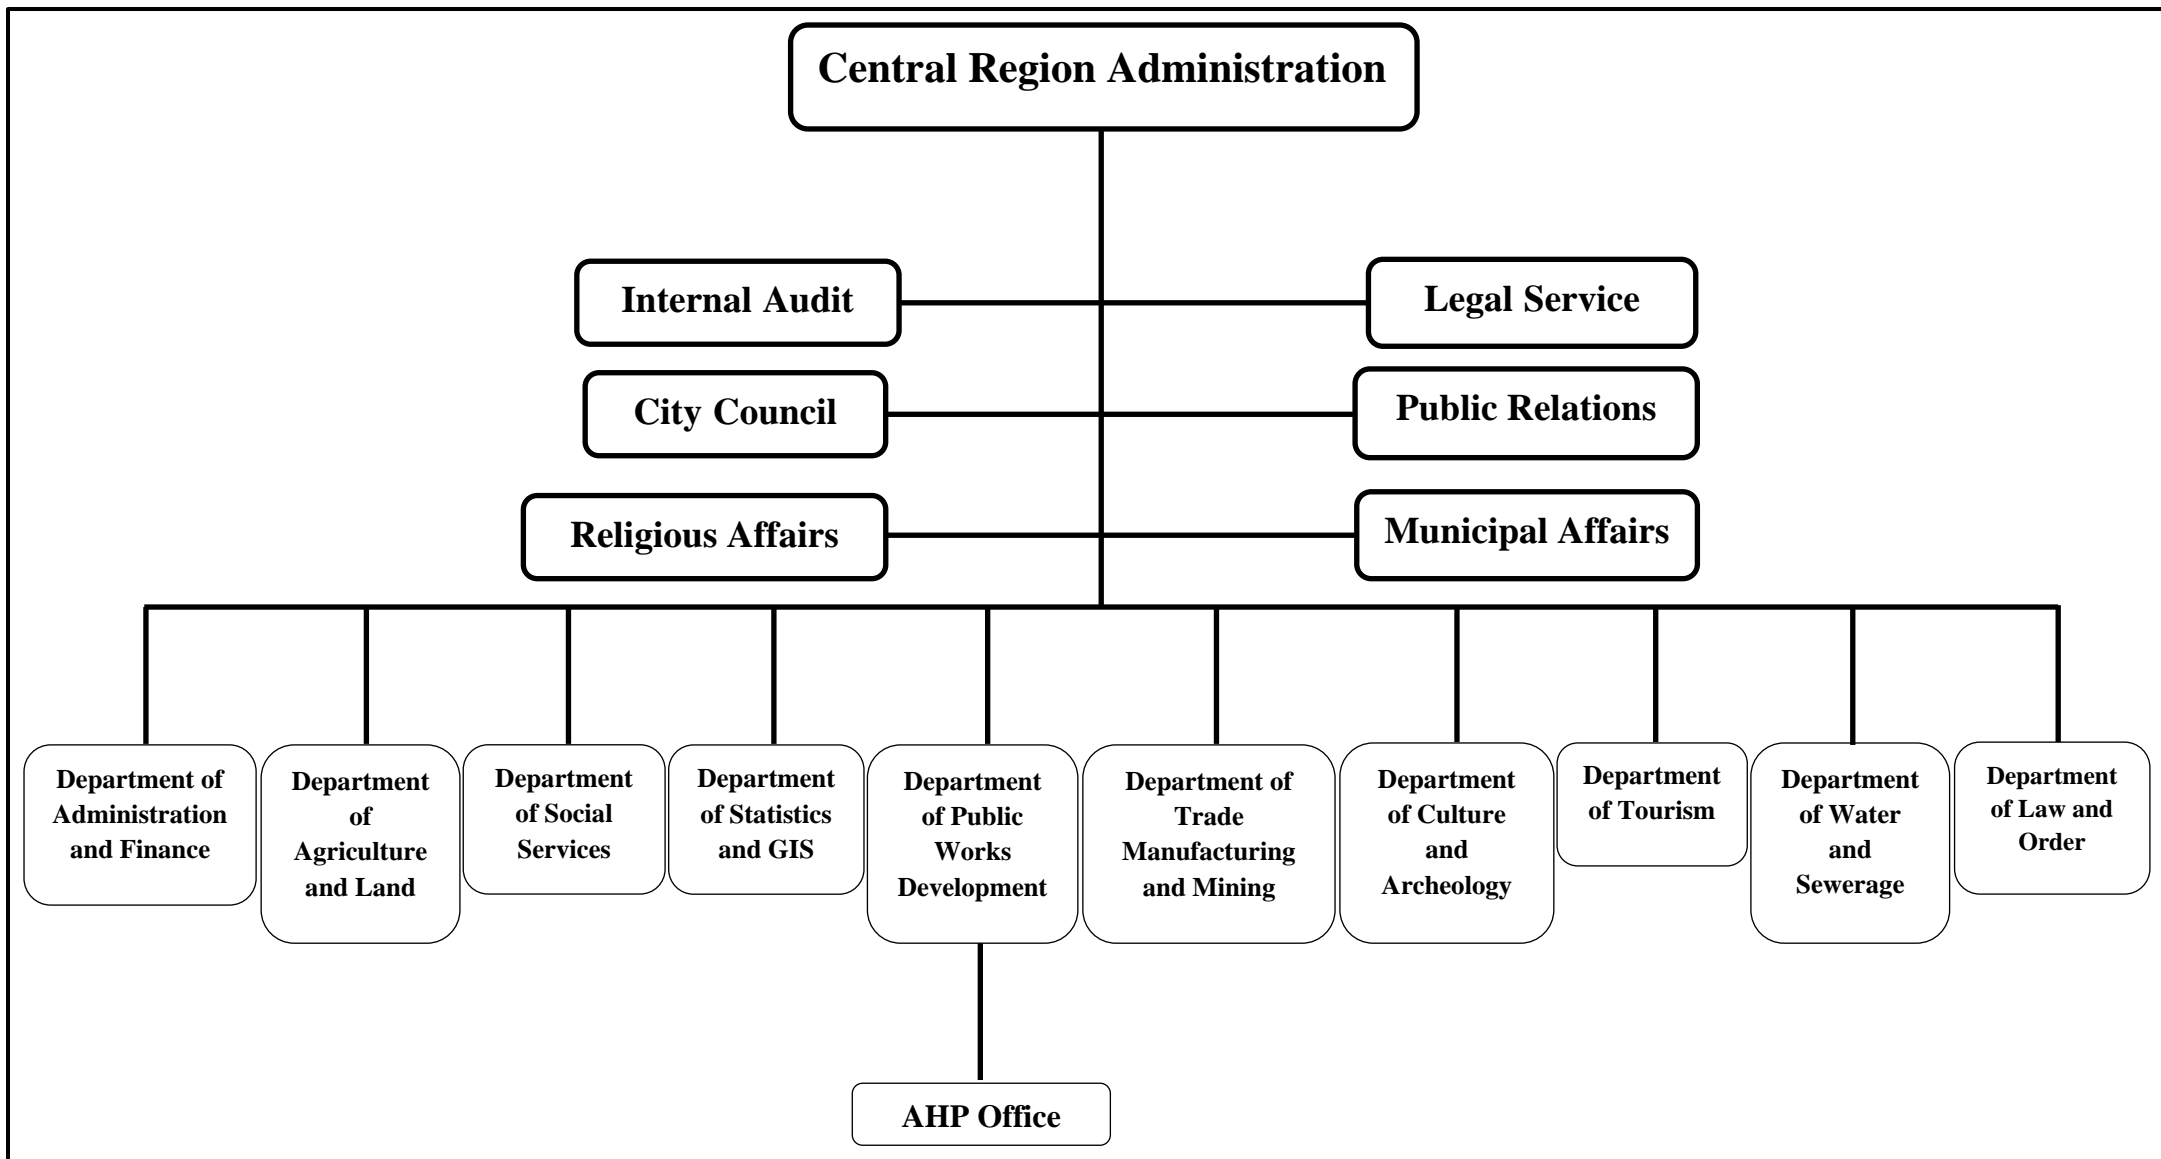 Central Region Administration
Internal Audit
Legal Service
City Council
Public Relations
Religious Affairs
Municipal Affairs
Department of
Administration
and Finance
Department
of
Agriculture
and Land
Department
of Social
Services
Department
of Statistics
and GIS
Department
of Public
Works
Development
Department of
Trade
Manufacturing
and Mining
Department
of Culture
and
Archeology
Department
of Tourism
Department
of Water
and
Sewerage
Department
of Law and
Order
AHP Office